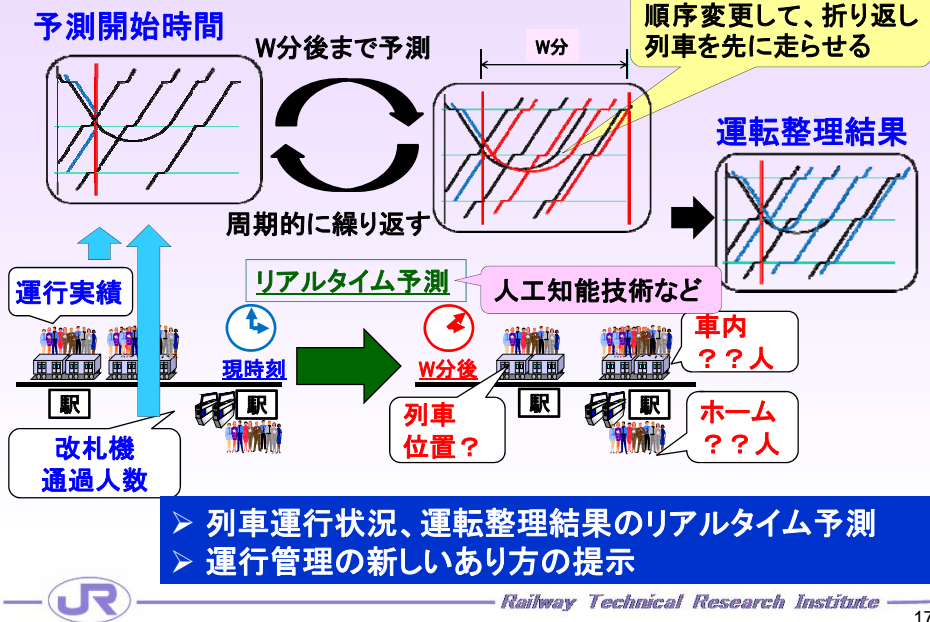 予測開始時間
W分後まで予測
W分
順序変更して、折り返し
列車を先に走らせる
運転整理結果
周期的に繰り返す
リアルタイム予測
人工知能技術など
運行実績
現時刻
W分後
車内
??人
駅
駅
駅
駅
列車
位置?
ホーム
??人
改札機
通過人数
➢ 列車運行状況、運転整理結果のリアルタイム予測
➢ 運行管理の新しいあり方の提示
JR
Railway Technical Research Institute
17